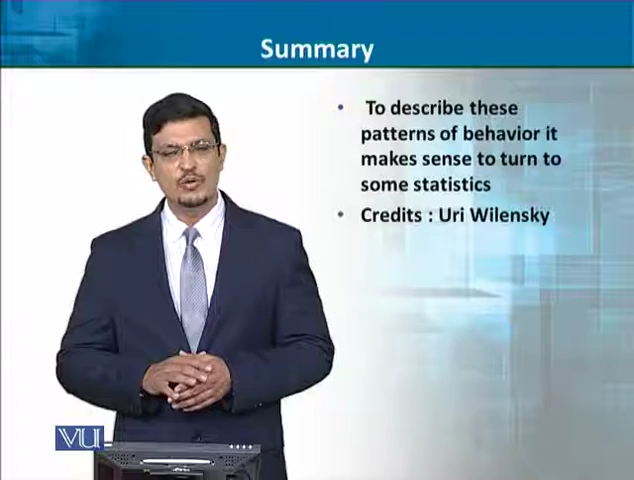 Summary
• To describe these
patterns of behavior it
makes sense to turn to
some statistics
• Credits : Uri Wilensky
VU